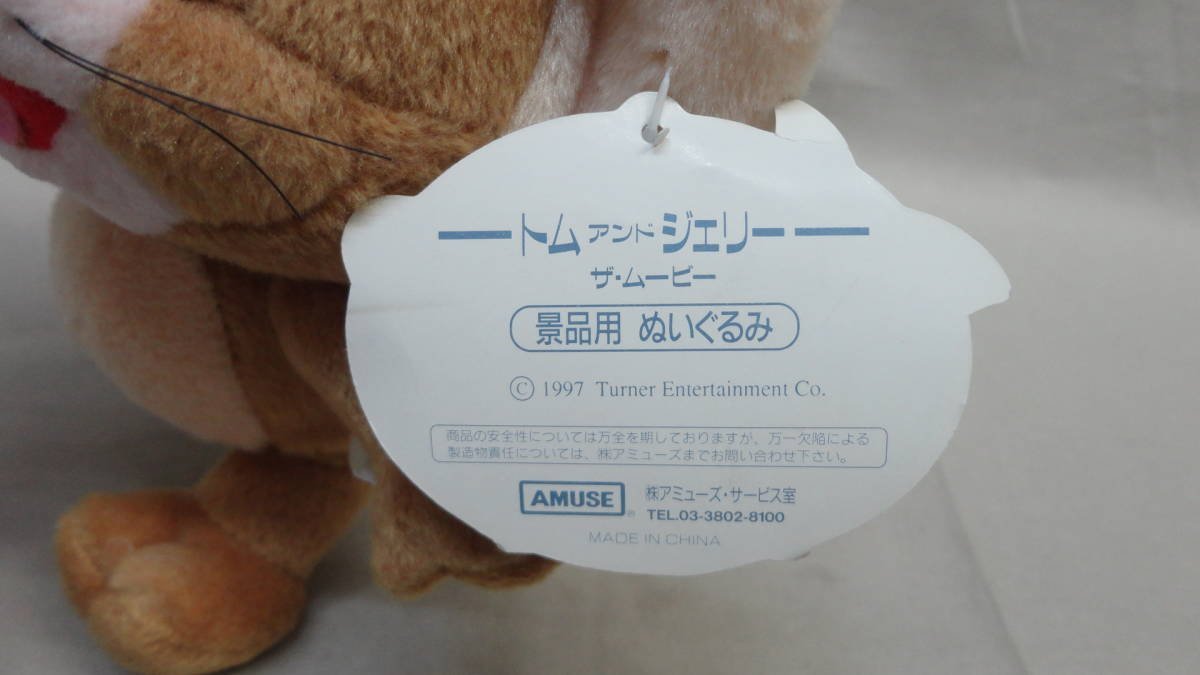 トム アンド ジェリー
ザ・ムービー
景品用 ぬいぐるみ
© 1997 Turner Entertainment Co.
商品の安全性については万全を期しておりますが、万一欠陥による
製造物責任については、㈱アミューズまでお問い合わせ下さい。
AMUSE® ㈱アミューズ・サービス室
TEL.03-3802-8100
MADE IN CHINA